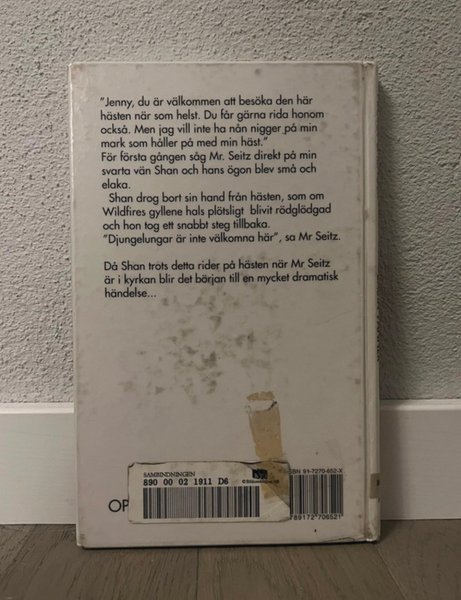 "Jenny, du är välkommen att besöka den här
hästen när som helst. Du får gärna rida honom
också. Men jag vill inte ha nån nigger på min
mark som håller på med min häst."
För första gången såg Mr. Seitz direkt på min
svarta vän Shan och hans ögon blev små och
elaka.
Shan drog bort sin hand från hästen, som om
Wildfires gyllene hals plötsligt blivit rödglödgad
och hon tog ett snabbt steg tillbaka.
"Djungelungar är inte välkomna här", sa Mr Seitz.
Då Shan trots detta rider på hästen när Mr Seitz
är i kyrkan blir det början till en mycket dramatisk
händelse...
SAMBINDNINGEN
890 00 02 1911 D6
ISBN 91-7270-652-X
OP
9789172706521